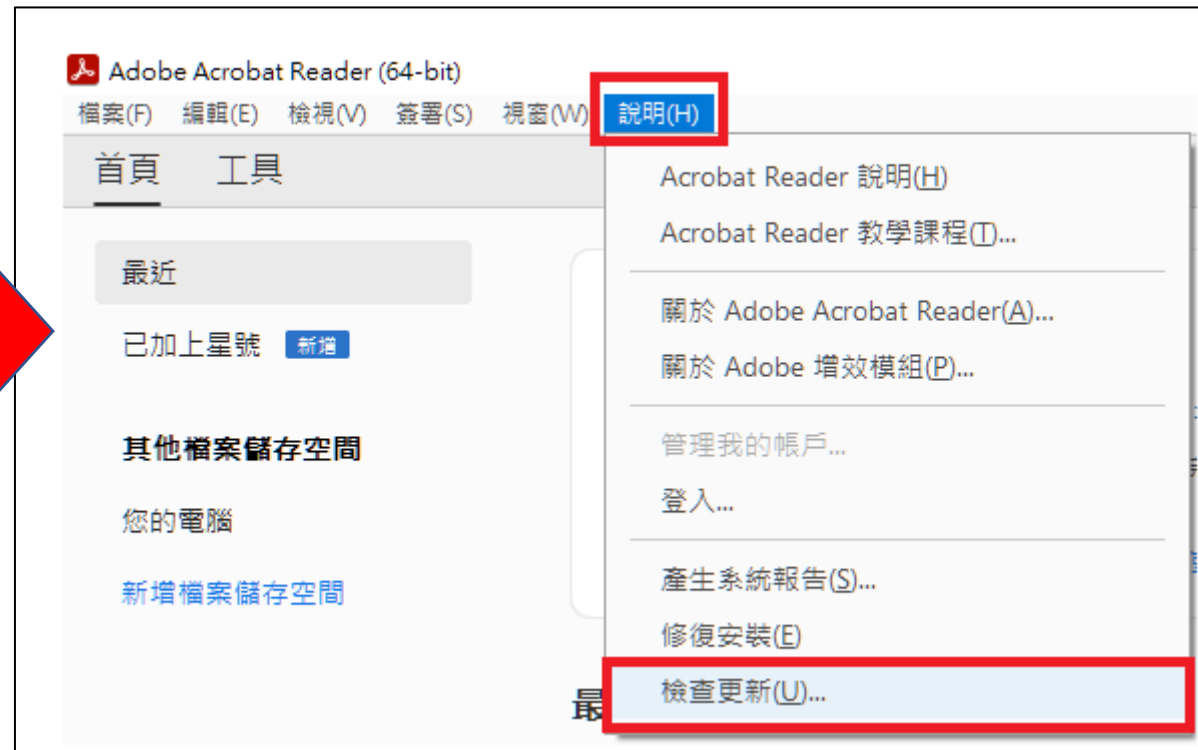 Adobe Acrobat Reader (64-bit)
檔案(F) 編輯(E) 檢視(V) 簽署(S) 視窗(W) 說明(H)
首頁 工具
最近
已加上星號 新增
其他檔案儲存空間
您的電腦
新增檔案儲存空間
Acrobat Reader 說明(H)
Acrobat Reader 教學課程(T)...
關於 Adobe Acrobat Reader(A)...
關於 Adobe 增效模組(P)...
管理我的帳戶...
登入...
產生系統報告(S)...
修復安裝(E)
檢查更新(U)...
最